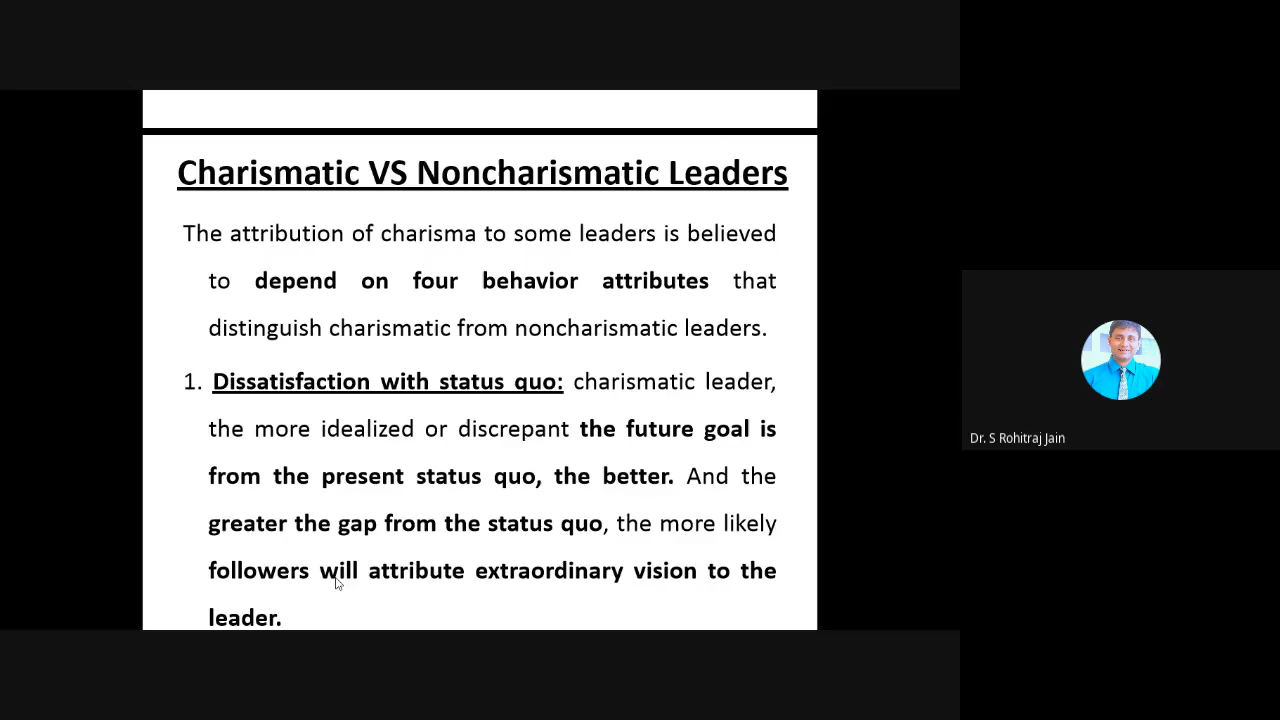 Charismatic VS Noncharismatic Leaders
The attribution of charisma to some leaders is believed
to depend on four behavior attributes that
distinguish charismatic from noncharismatic leaders.
1. Dissatisfaction with status quo: charismatic leader,
the more idealized or discrepant the future goal is
from the present status quo, the better. And the
greater the gap from the status quo, the more likely
followers will attribute extraordinary vision to the
leader.
Dr. S Rohitraj Jain